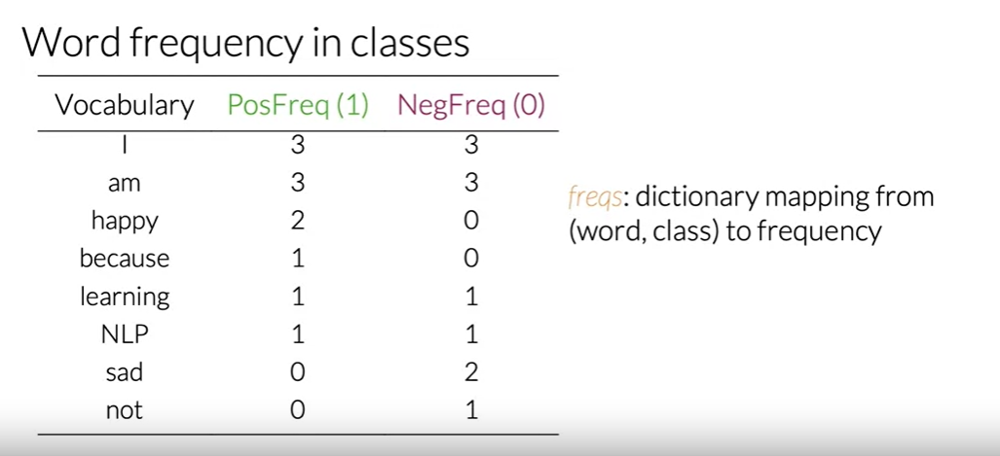 Word frequency in classes
Vocabulary PosFreq (1) NegFreq (0)
I 3 3
am 3 3
happy 2 0
because 1 0
learning 1 1
NLP 1 1
sad 0 2
not 0 1
freqs: dictionary mapping from
(word, class) to frequency